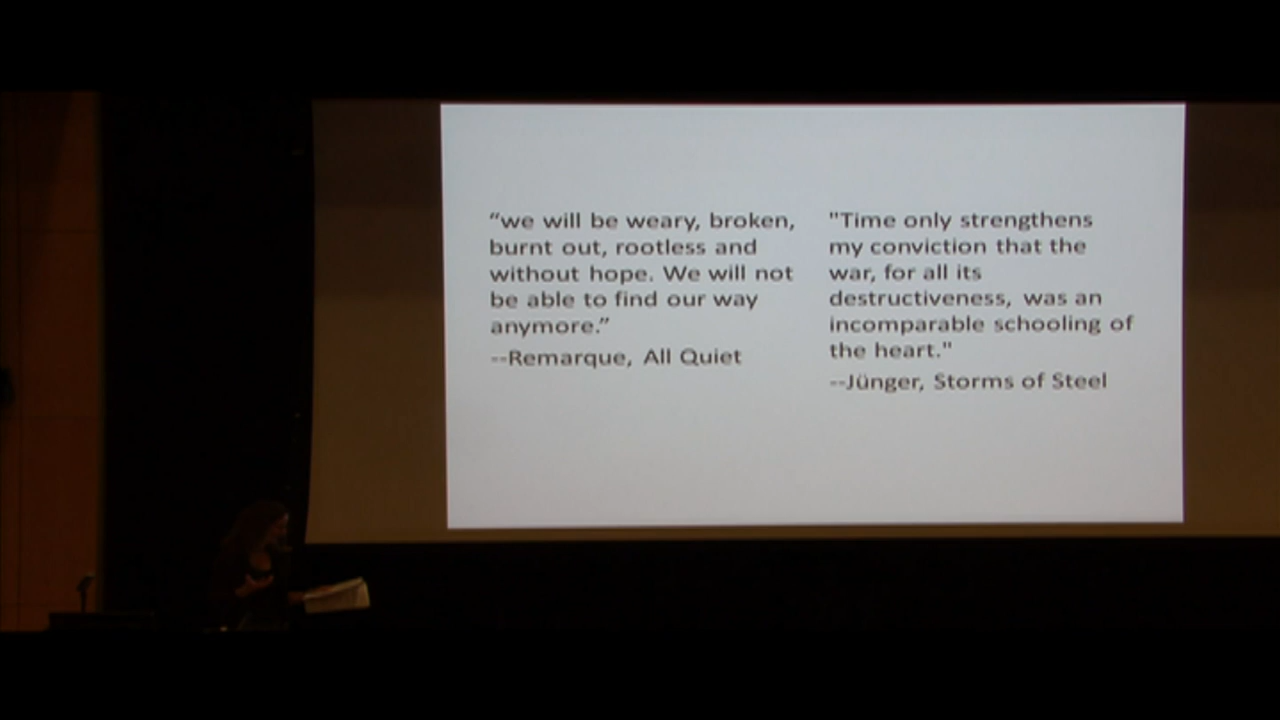 “we will be weary, broken,
burnt out, rootless and
without hope. We will not
be able to find our way
anymore.”
--Remarque, All Quiet
"Time only strengthens
my conviction that the
war, for all its
destructiveness, was an
incomparable schooling of
the heart."
--Jünger, Storms of Steel